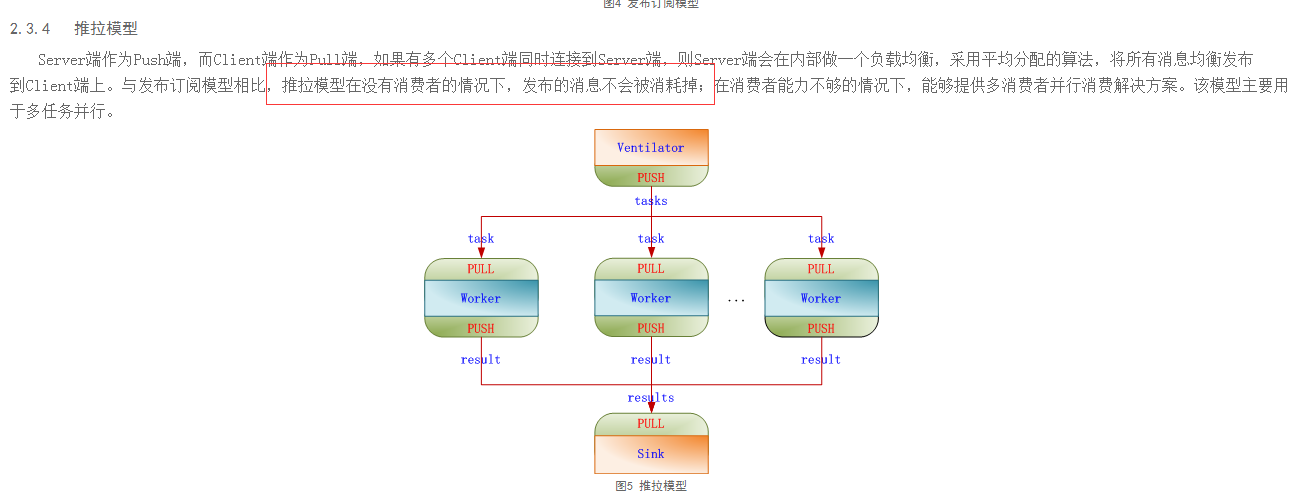 图4 发布订阅模型
2.3.4 推拉模型
Server端作为Push端，而Client端作为Pull端，如果有多个Client端同时连接到Server端，则Server端会在内部做一个负载均衡，采用平均分配的算法，将所有消息均衡发布
到Client端上。与发布订阅模型相比，推拉模型在没有消费者的情况下，发布的消息不会被消耗掉；在消费者能力不够的情况下，能够提供多消费者并行消费解决方案。该模型主要用
于多任务并行。
Ventilator
PUSH
tasks
task task task
PULL PULL PULL
Worker Worker ... Worker
PUSH PUSH PUSH
result result result
results
PULL
Sink
图5 推拉模型